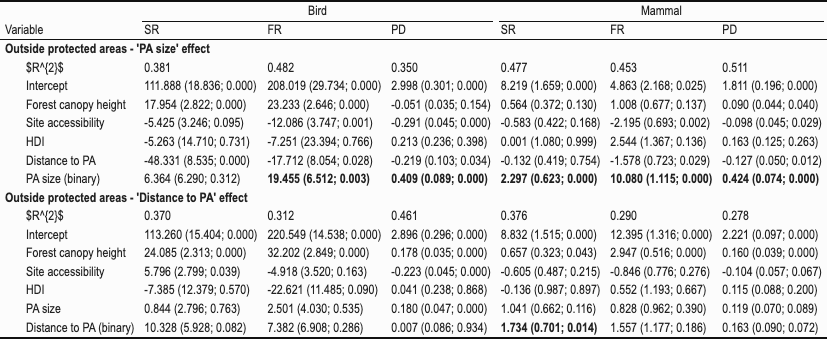 Bird Mammal
Variable SR FR PD SR FR PD
Outside protected areas - 'PA size' effect
$R^{2}$ 0.381 0.482 0.350 0.477 0.453 0.511
Intercept 111.888 (18.836; 0.000) 208.019 (29.734; 0.000) 2.998 (0.301; 0.000) 8.219 (1.659; 0.000) 4.863 (2.168; 0.025) 1.811 (0.196; 0.000)
Forest canopy height 17.954 (2.822; 0.000) 23.233 (2.646; 0.000) -0.051 (0.035; 0.154) 0.564 (0.372; 0.130) 1.008 (0.677; 0.137) 0.090 (0.044; 0.040)
Site accessibility -5.425 (3.246; 0.095) -12.086 (3.747; 0.001) -0.291 (0.045; 0.000) -0.583 (0.422; 0.168) -2.195 (0.693; 0.002) -0.098 (0.045; 0.029)
HDI -5.263 (14.710; 0.731) -7.251 (23.394; 0.766) 0.213 (0.236; 0.398) 0.001 (1.080; 0.999) 2.544 (1.367; 0.136) 0.163 (0.125; 0.263)
Distance to PA -48.331 (8.535; 0.000) -17.712 (8.054; 0.028) -0.219 (0.103; 0.034) -0.132 (0.419; 0.754) -1.578 (0.723; 0.029) -0.127 (0.050; 0.012)
PA size (binary) 6.364 (6.290; 0.312) 19.455 (6.512; 0.003) 0.409 (0.089; 0.000) 2.297 (0.623; 0.000) 10.080 (1.115; 0.000) 0.424 (0.074; 0.000)
Outside protected areas - 'Distance to PA' effect
$R^{2}$ 0.370 0.312 0.461 0.376 0.290 0.278
Intercept 113.260 (15.404; 0.000) 220.549 (14.538; 0.000) 2.896 (0.296; 0.000) 8.832 (1.515; 0.000) 12.395 (1.316; 0.000) 2.221 (0.097; 0.000)
Forest canopy height 24.085 (2.313; 0.000) 32.202 (2.849; 0.000) 0.178 (0.035; 0.000) 0.657 (0.323; 0.043) 2.947 (0.516; 0.000) 0.160 (0.039; 0.000)
Site accessibility 5.796 (2.799; 0.039) -4.918 (3.520; 0.163) -0.223 (0.045; 0.000) -0.605 (0.487; 0.215) -0.846 (0.776; 0.276) -0.104 (0.057; 0.067)
HDI -7.385 (12.379; 0.570) -22.621 (11.485; 0.090) 0.041 (0.238; 0.868) -0.136 (0.987; 0.897) 0.552 (1.193; 0.667) 0.115 (0.088; 0.200)
PA size 0.844 (2.796; 0.763) 2.501 (4.030; 0.535) 0.180 (0.047; 0.000) 1.041 (0.662; 0.116) 0.828 (0.962; 0.390) 0.119 (0.070; 0.089)
Distance to PA (binary) 10.328 (5.928; 0.082) 7.382 (6.908; 0.286) 0.007 (0.086; 0.934) 1.734 (0.701; 0.014) 1.557 (1.177; 0.186) 0.163 (0.090; 0.072)